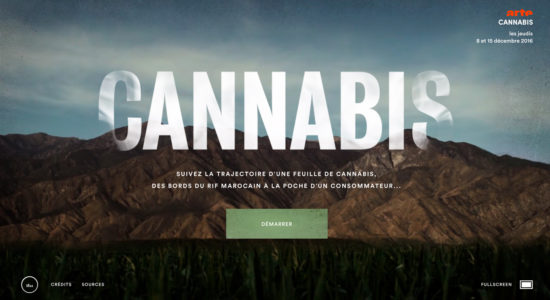 arte
CANNABIS
les jeudis
8 et 15 décembre 2016
CANNABIS
SUIVEZ LA TRAJECTOIRE D'UNE FEUILLE DE CANNABIS,
DES BORDS DU RIF MAROCAIN À LA POCHE D'UN CONSOMMATEUR...
DÉMARRER
CRÉDITS SOURCES
FULLSCREEN